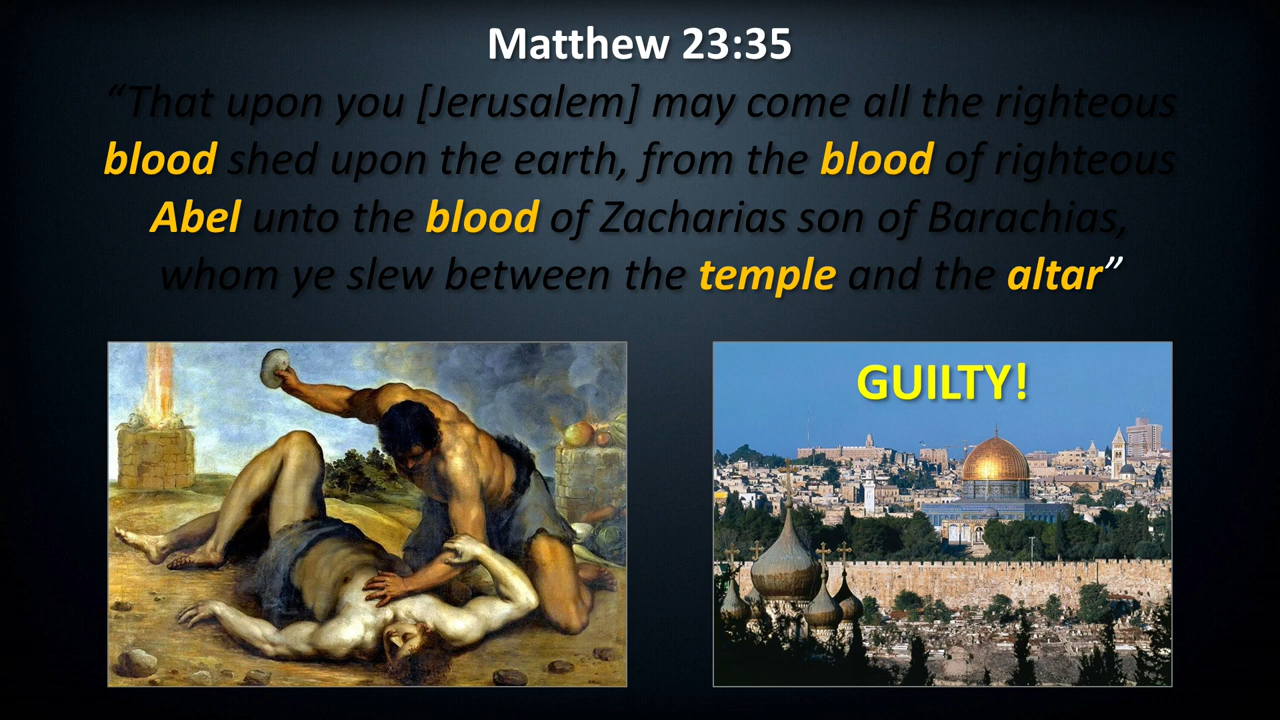 Matthew 23:35
“That upon you [Jerusalem] may come all the righteous
blood shed upon the earth, from the blood of righteous
Abel unto the blood of Zacharias son of Barachias,
whom ye slew between the temple and the altar”
GUILTY!